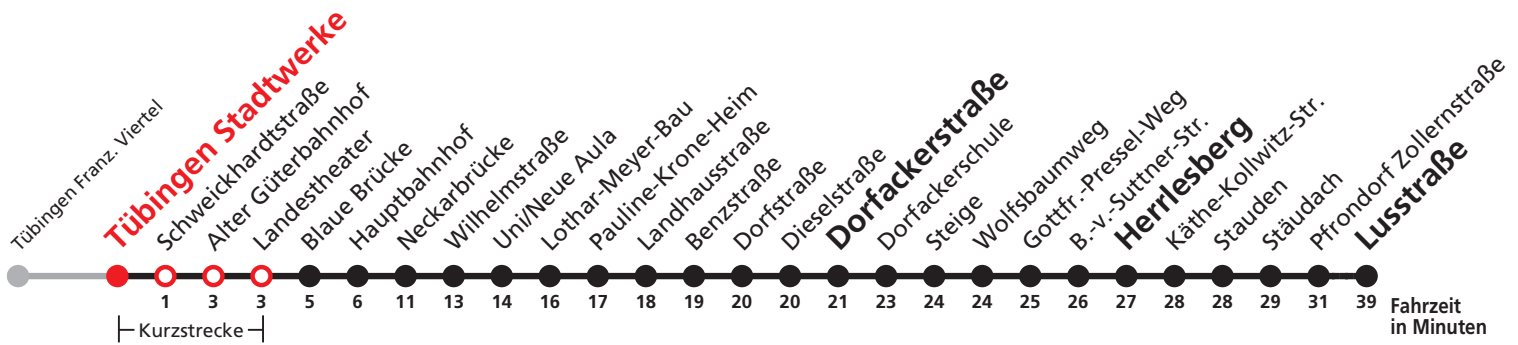 Tübingen Franz. Viertel
Tübingen Stadtwerke
Schweickhardtstraße
Alter Güterbahnhof
Landestheater
Blaue Brücke
Hauptbahnhof
Neckarbrücke
Wilhelmstraße
Uni/Neue Aula
Lothar-Meyer-Bau
Pauline-Krone-Heim
Landhausstraße
Benzstraße
Dorfstraße
Dieselstraße
Dorfackerstraße
Dorfackerschule
Steige
Wolfsbaumweg
Gottfr.-Pressel-Weg
B.-v.-Suttner-Str.
Herrlesberg
Käthe-Kollwitz-Str.
Stauden
Stäudach
Pfrondorf Zolllernstraße
Lusstraße
1 3 3 5 6 11 13 14 16 17 18 19 20 20 21 23 24 24 25 26 27 28 28 29 31 39
Fahrzeit
in Minuten
Kurzstrecke